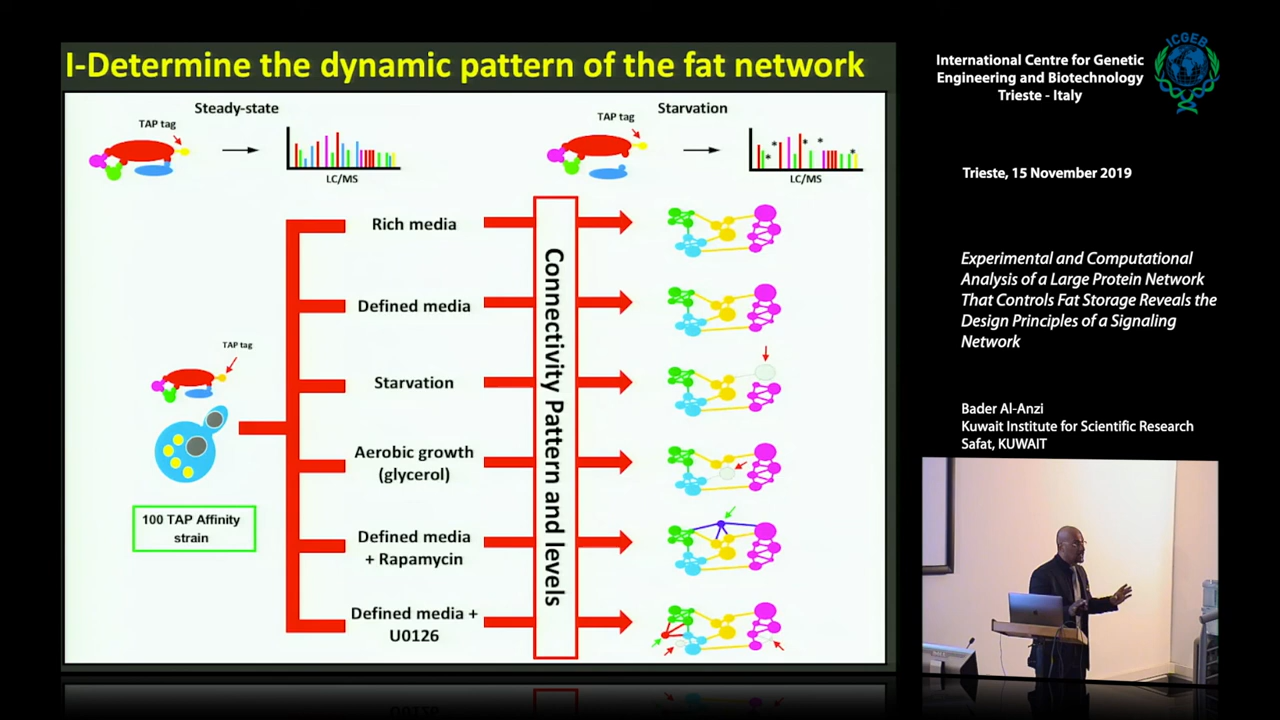 I-Determine the dynamic pattern of the fat network
Steady-state
TAP tag
LC/MS
Starvation
TAP tag
LC/MS
TAP tag
100 TAP Affinity
strain
Rich media
Defined media
Starvation
Aerobic growth
(glycerol)
Defined media
+ Rapamycin
Defined media +
U0126
Connectivity Pattern and levels
International Centre for Genetic
Engineering and Biotechnology
Trieste - Italy
ICGEB
Trieste, 15 November 2019
Experimental and Computational
Analysis of a Large Protein Network
That Controls Fat Storage Reveals the
Design Principles of a Signaling
Network
Bader Al-Anzi
Kuwait Institute for Scientific Research
Safat, KUWAIT